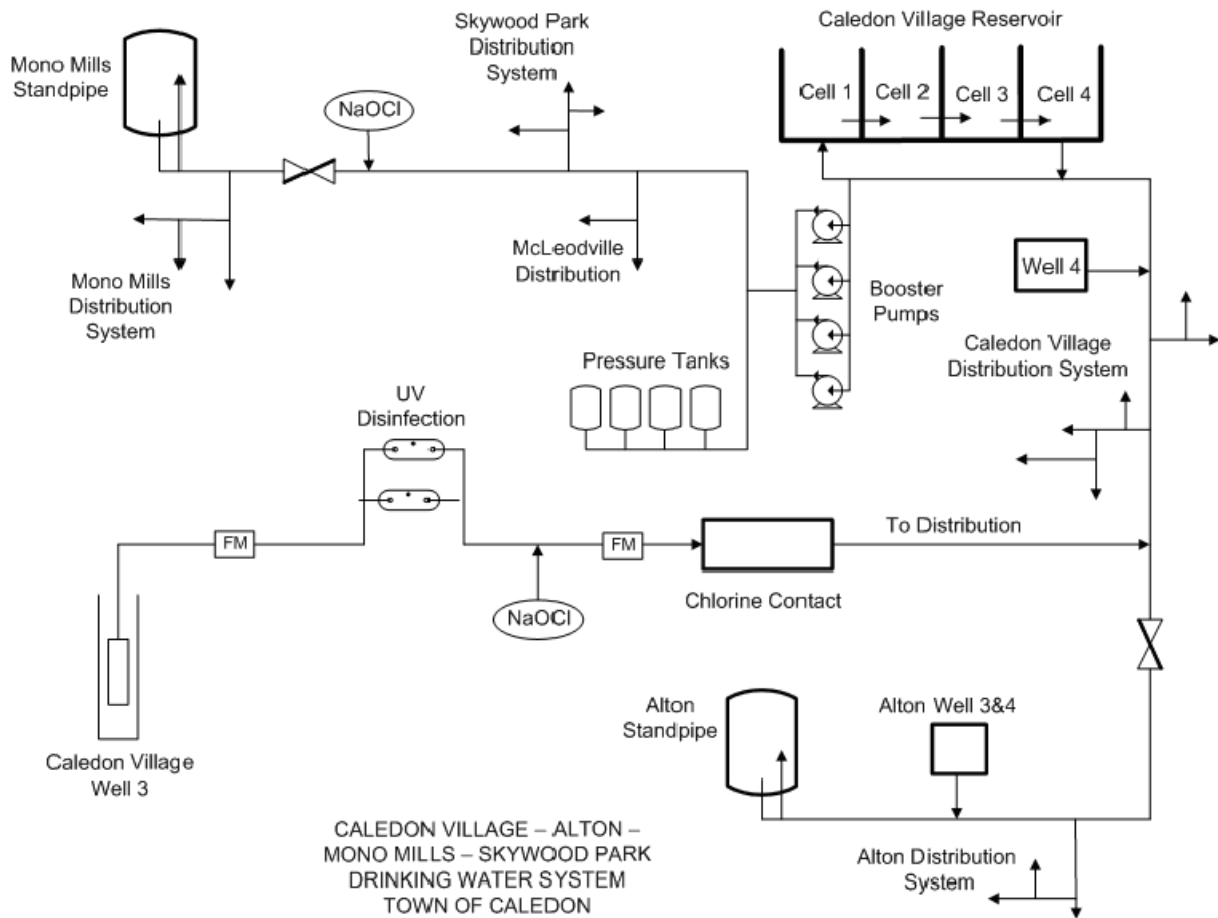 Skywood Park
Distribution
System
Caledon Village Reservoir
Mono Mills
Standpipe
NaOCl
Cell 1
Cell 2
Cell 3
Cell 4
Mono Mills
Distribution
System
McLeodville
Distribution
Well 4
Booster
Pumps
Caledon Village
Distribution System
Pressure Tanks
UV
Disinfection
FM
NaOCl
FM
To Distribution
Chlorine Contact
Caledon Village
Well 3
Alton
Standpipe
Alton Well 3&4
Alton Distribution
System
CALEDON VILLAGE – ALTON –
MONO MILLS – SKYWOOD PARK
DRINKING WATER SYSTEM
TOWN OF CALEDON